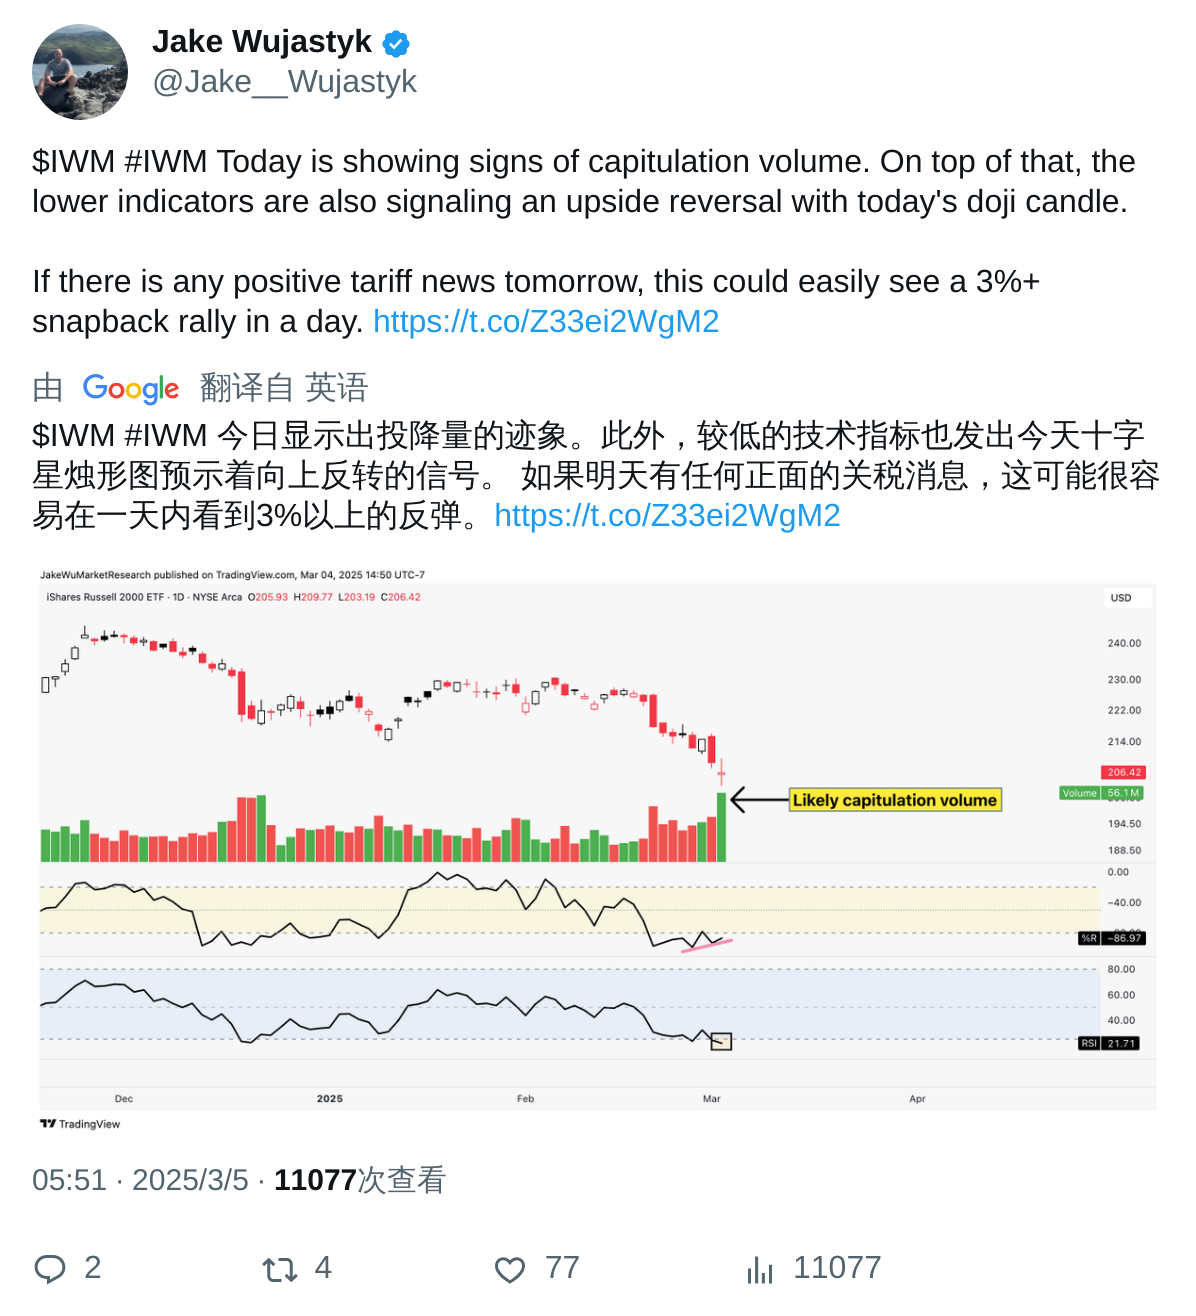 Jake Wujastyk
@Jake__Wujastyk
$IWM #IWM Today is showing signs of capitulation volume. On top of that, the
lower indicators are also signaling an upside reversal with today's doji candle.
If there is any positive tariff news tomorrow, this could easily see a 3%+
snapback rally in a day. https://t.co/Z33ei2WgM2
由 Google 翻译自 英语
$IWM #IWM 今日显示出投降量的迹象。此外，较低的技术指标也发出今天十字
星烛形图预示着向上反转的信号。 如果明天有任何正面的关税消息，这可能很容
易在一天内看到3%以上的反弹。https://t.co/Z33ei2WgM2
JakeWuMarketResearch published on TradingView.com, Mar 04, 2025 14:50 UTC-7
iShares Russell 2000 ETF · 1D · NYSE Arca O205.93 H209.77 L203.19 C206.42
USD
240.00
230.00
222.00
214.00
206.42
Likely capitulation volume
Volume 56.1 M
194.50
188.50
0.00
−40.00
%R −86.97
80.00
60.00
40.00
RSI 21.71
Dec 2025 Feb Mar Apr
TradingView
05:51 · 2025/3/5 · 11077次查看
2 4 77 11077